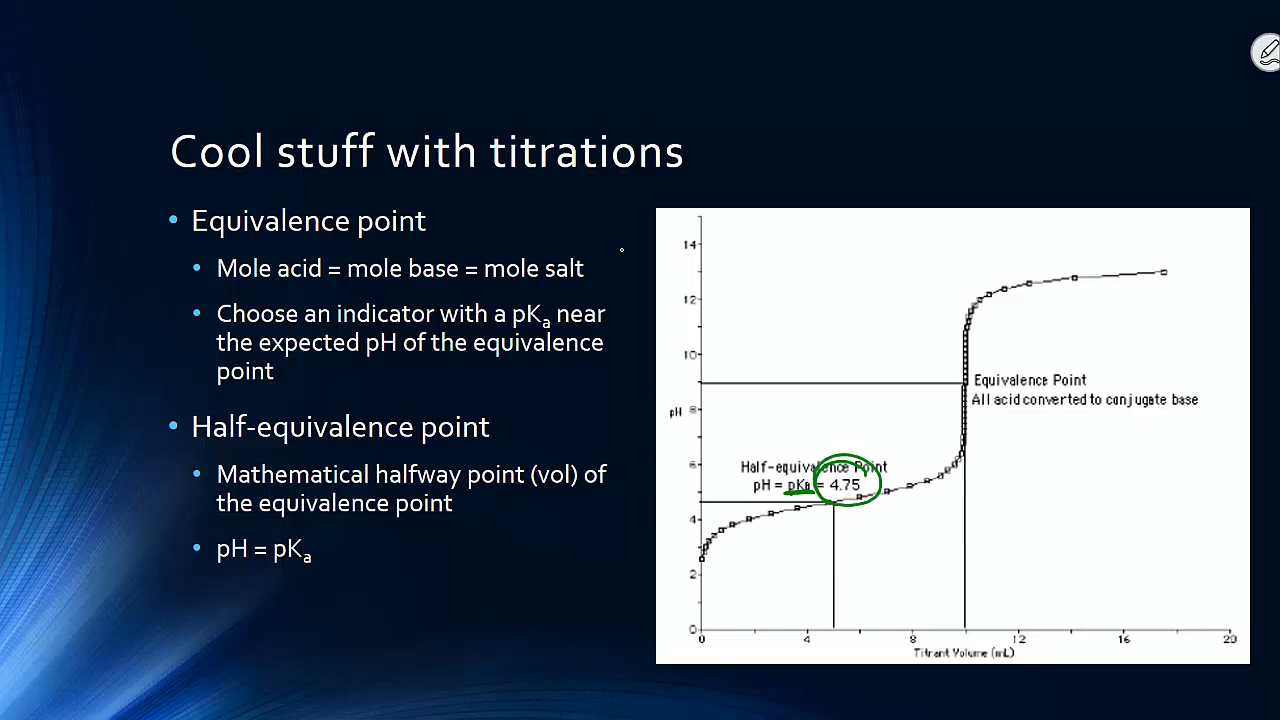 Cool stuff with titrations
• Equivalence point
• Mole acid = mole base = mole salt
• Choose an indicator with a pKa near
the expected pH of the equivalence
point
• Half-equivalence point
• Mathematical halfway point (vol) of
the equivalence point
• pH = pKa
14
12
10
Equivalence Point
All acid converted to conjugate base
pH 8
6
Half-equivalence Point
pH = pKa = 4.75
4
2
0
0 4 8 12 16 20
Titrant Volume (mL)